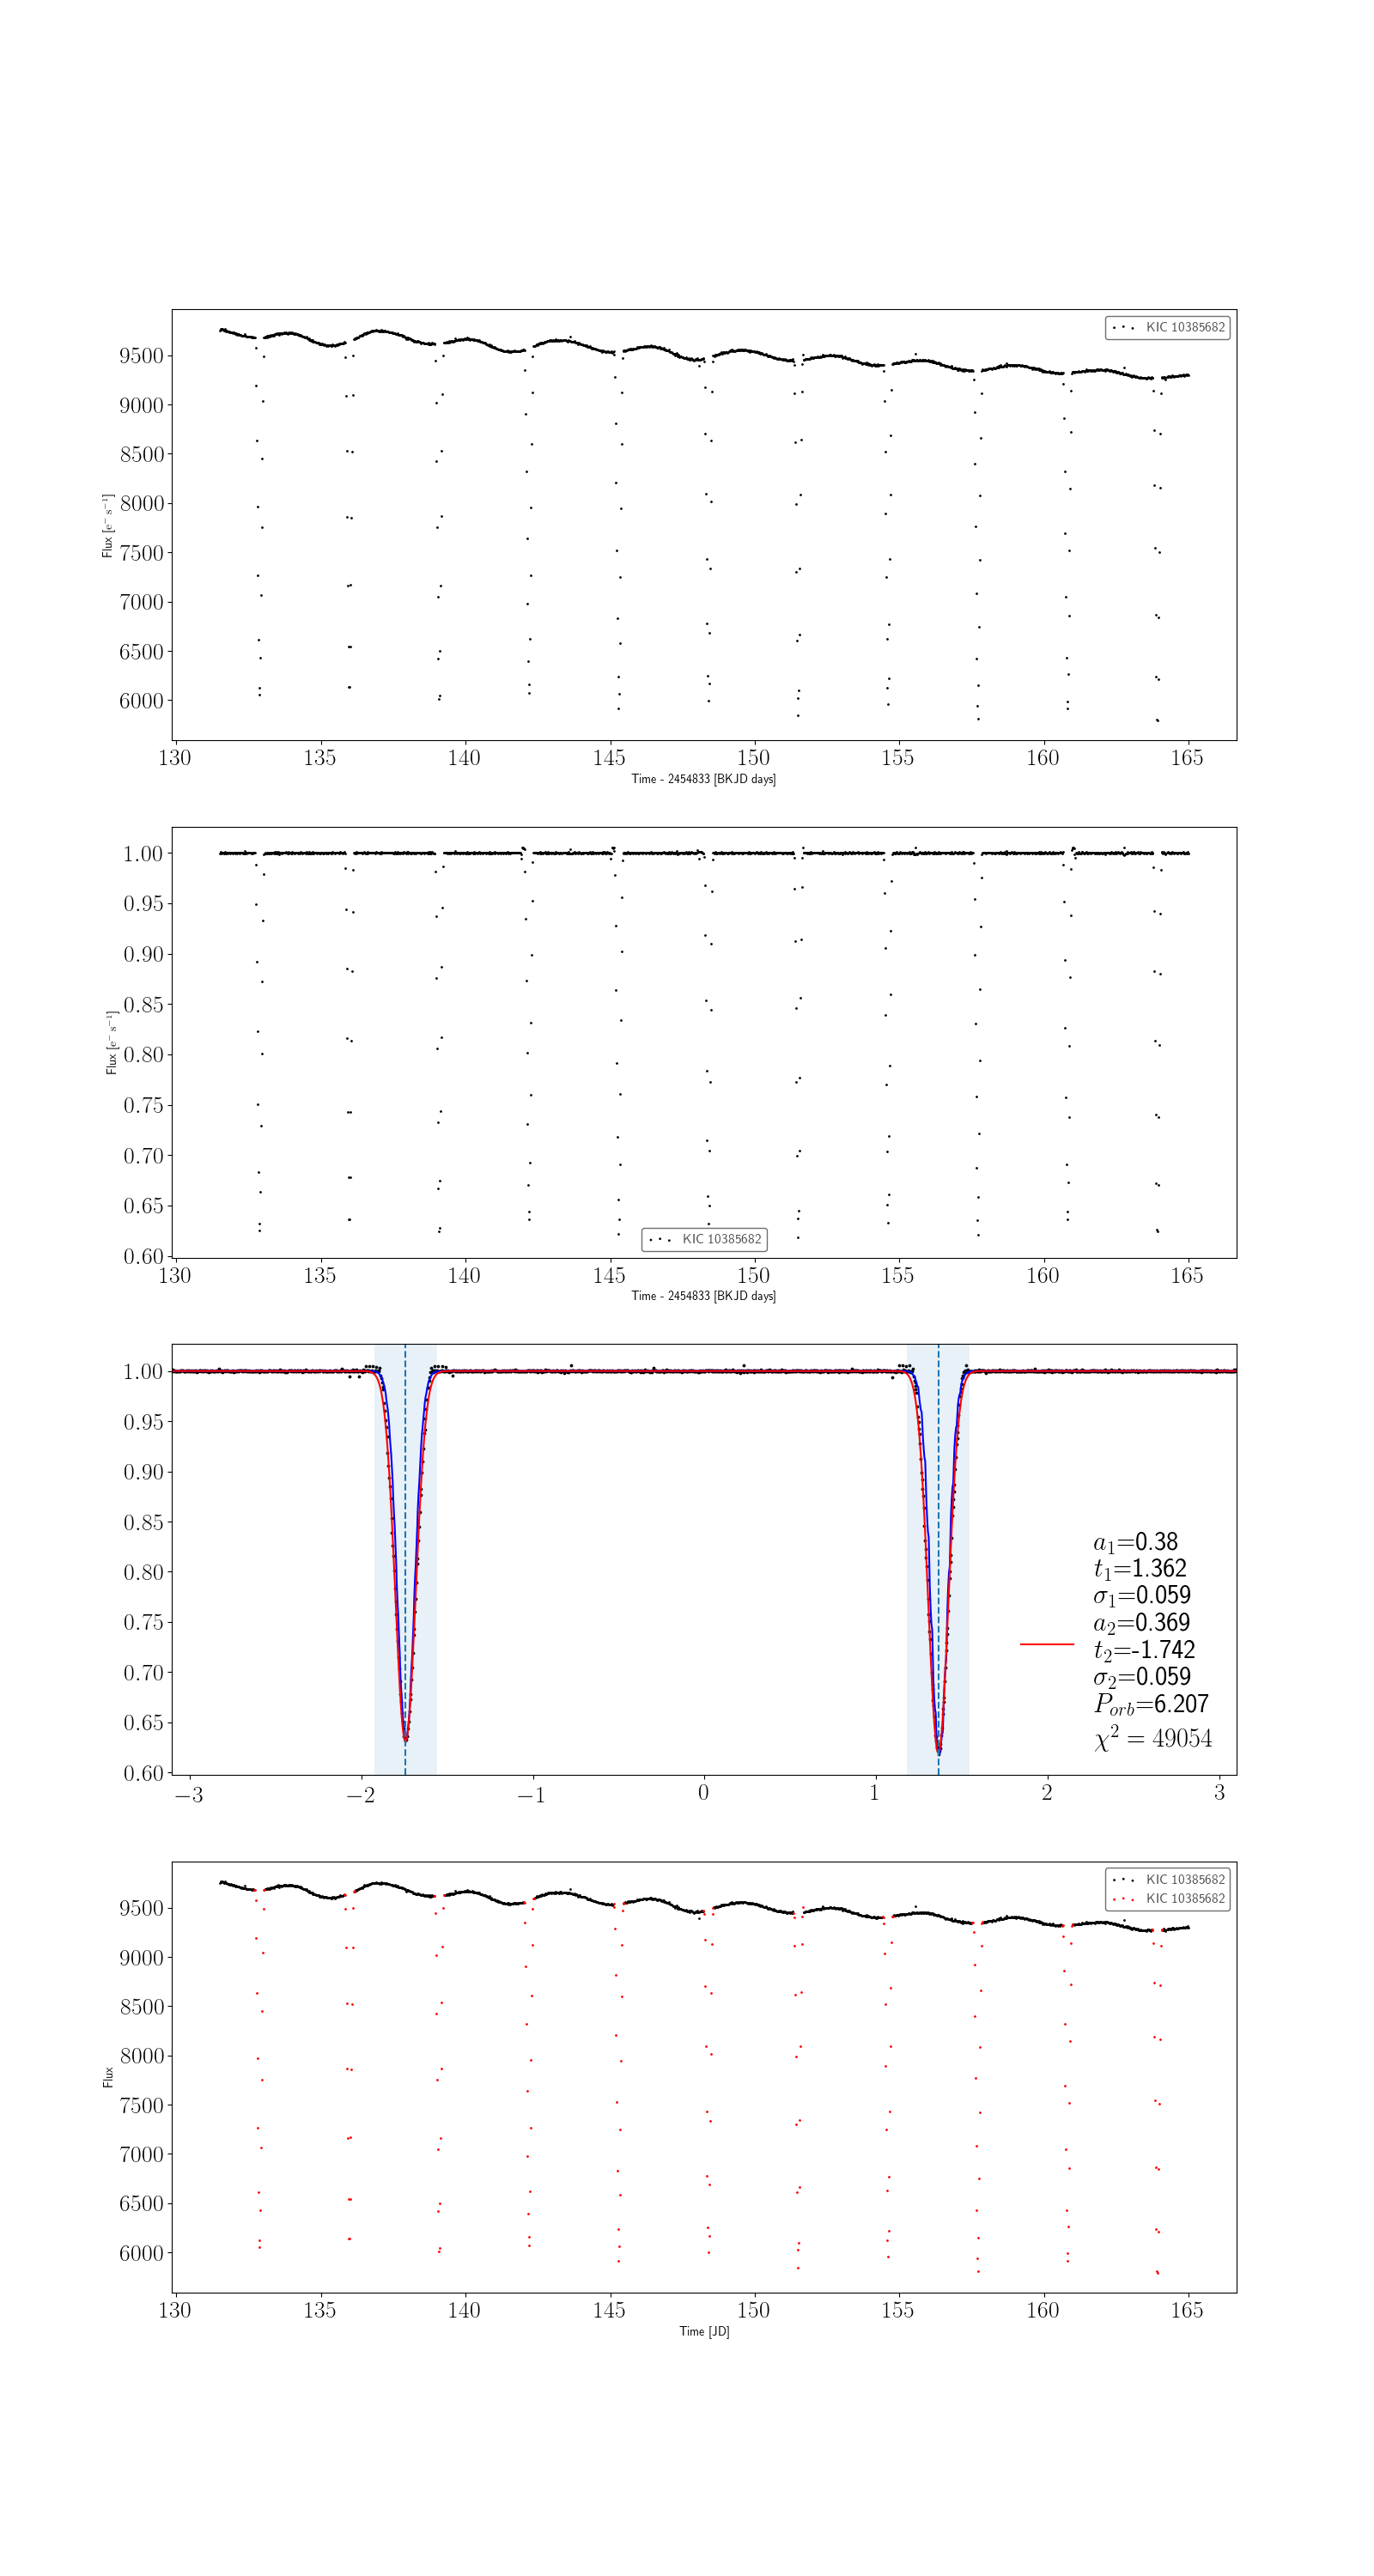 KIC 10385682
9500
9000
8500
8000
7500
7000
6500
6000
Flux [e⁻ s⁻¹]
130 135 140 145 150 155 160 165
Time - 2454833 [BKJD days]
1.00
0.95
0.90
0.85
0.80
0.75
0.70
0.65
0.60
Flux [e⁻ s⁻¹]
KIC 10385682
130 135 140 145 150 155 160 165
Time - 2454833 [BKJD days]
1.00
0.95
0.90
0.85
0.80
0.75
0.70
0.65
0.60
a₁=0.38
t₁=1.362
σ₁=0.059
a₂=0.369
t₂=-1.742
σ₂=0.059
Pₒᵣb=6.207
χ² = 49054
−3 −2 −1 0 1 2 3
KIC 10385682
KIC 10385682
9500
9000
8500
8000
7500
7000
6500
6000
Flux
130 135 140 145 150 155 160 165
Time [JD]